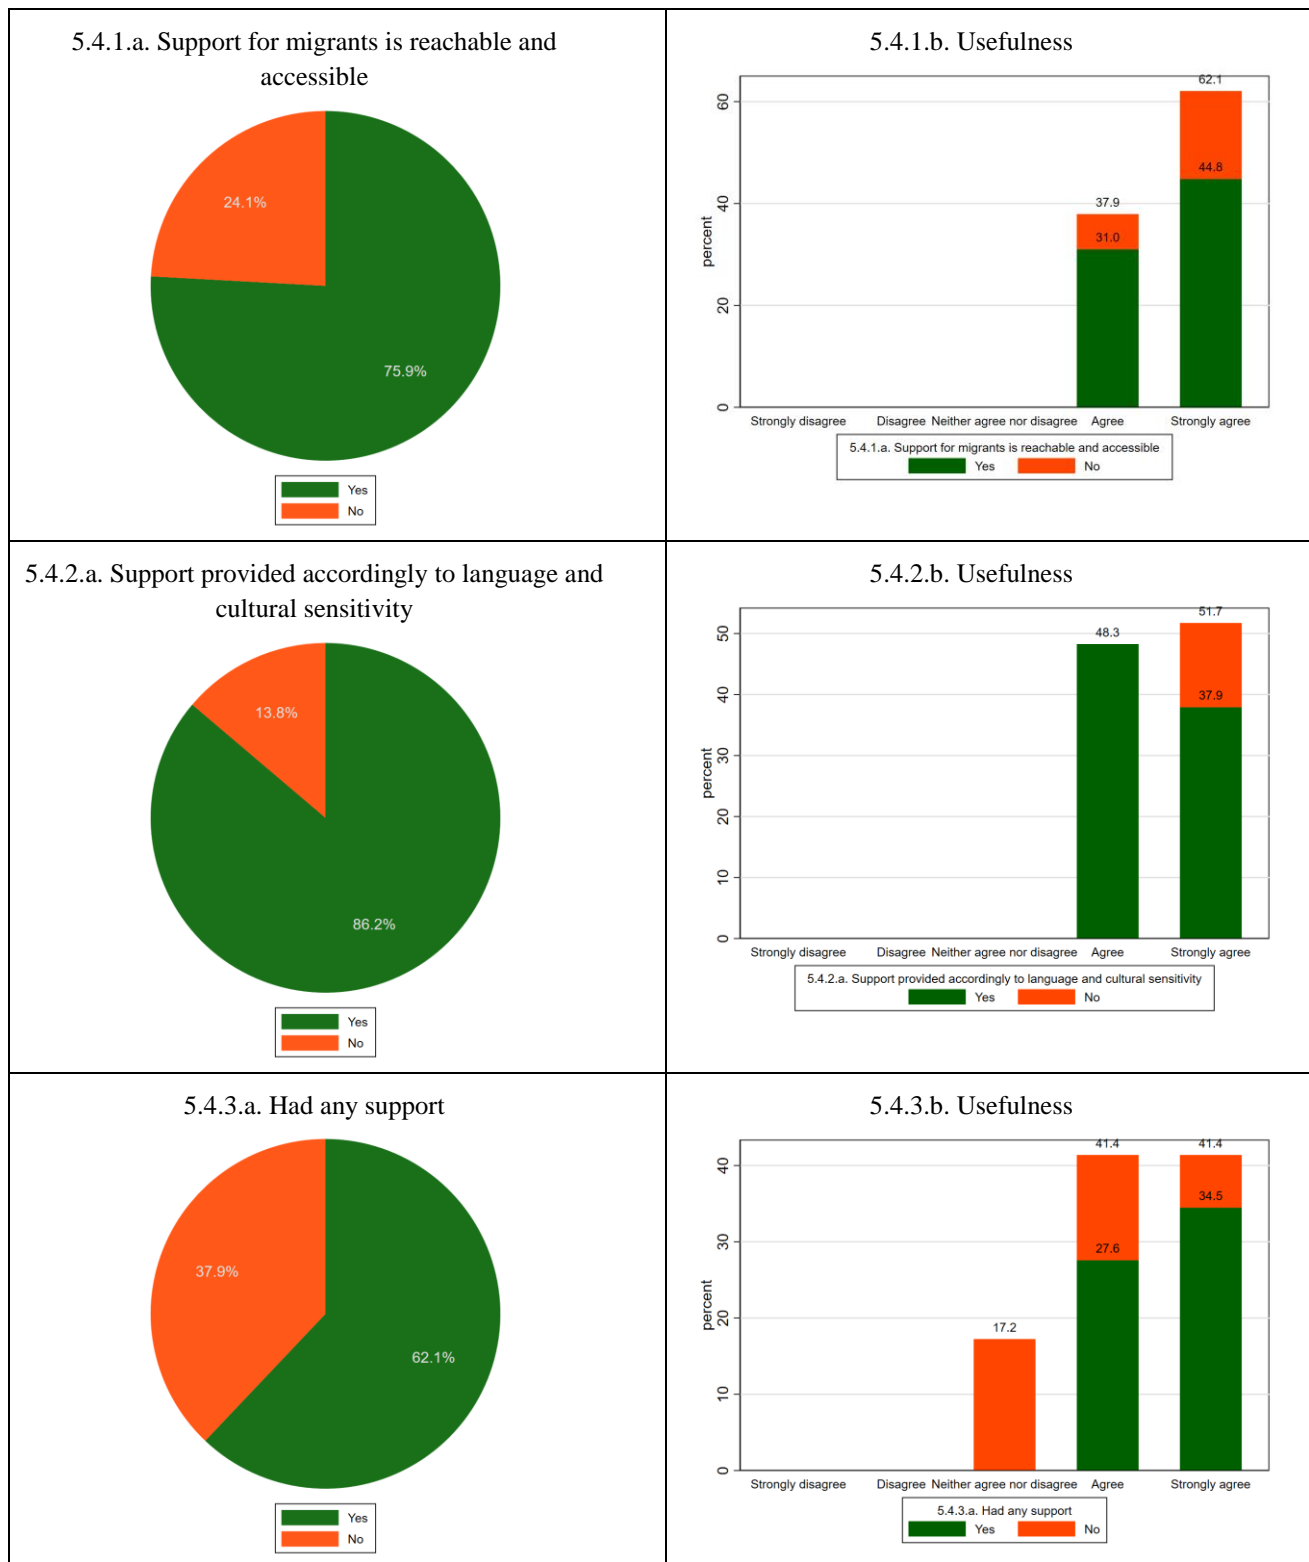 5.4.1.a. Support for migrants is reachable and
accessible
24.1%
75.9%
Yes
No
5.4.1.b. Usefulness
62.1
44.8
37.9
31.0
percent
60
40
20
0
Strongly disagree Disagree Neither agree nor disagree Agree Strongly agree
5.4.1.a. Support for migrants is reachable and accessible
Yes No
5.4.2.a. Support provided accordingly to language and
cultural sensitivity
13.8%
86.2%
Yes
No
5.4.2.b. Usefulness
51.7
48.3
37.9
percent
50
40
30
20
10
0
Strongly disagree Disagree Neither agree nor disagree Agree Strongly agree
5.4.2.a. Support provided accordingly to language and cultural sensitivity
Yes No
5.4.3.a. Had any support
37.9%
62.1%
Yes
No
5.4.3.b. Usefulness
41.4 41.4
34.5
27.6
17.2
percent
40
30
20
10
0
Strongly disagree Disagree Neither agree nor disagree Agree Strongly agree
5.4.3.a. Had any support
Yes No